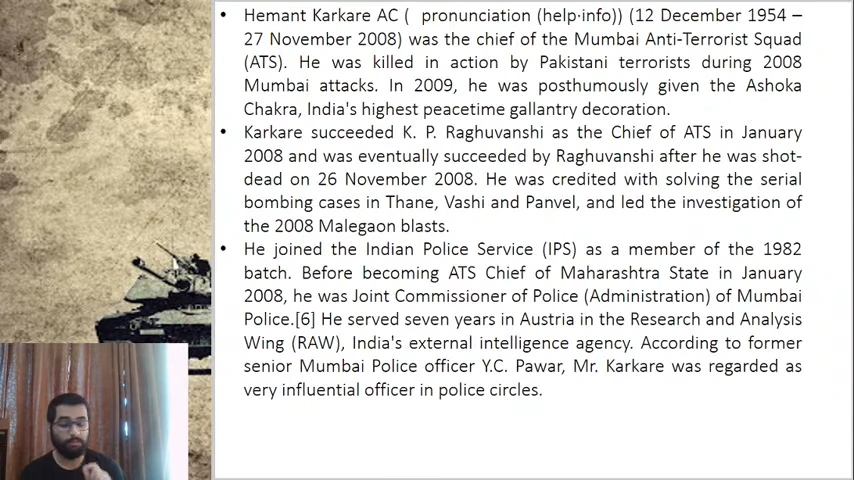 • Hemant Karkare AC ( pronunciation (help·info)) (12 December 1954 –
27 November 2008) was the chief of the Mumbai Anti-Terrorist Squad
(ATS). He was killed in action by Pakistani terrorists during 2008
Mumbai attacks. In 2009, he was posthumously given the Ashoka
Chakra, India's highest peacetime gallantry decoration.
• Karkare succeeded K. P. Raghuvanshi as the Chief of ATS in January
2008 and was eventually succeeded by Raghuvanshi after he was shot-
dead on 26 November 2008. He was credited with solving the serial
bombing cases in Thane, Vashi and Panvel, and led the investigation of
the 2008 Malegaon blasts.
• He joined the Indian Police Service (IPS) as a member of the 1982
batch. Before becoming ATS Chief of Maharashtra State in January
2008, he was Joint Commissioner of Police (Administration) of Mumbai
Police.[6] He served seven years in Austria in the Research and Analysis
Wing (RAW), India's external intelligence agency. According to former
senior Mumbai Police officer Y.C. Pawar, Mr. Karkare was regarded as
very influential officer in police circles.